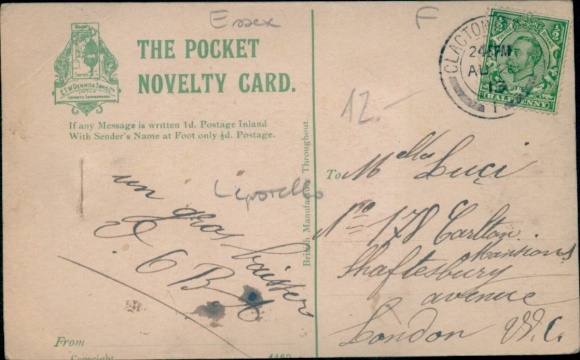 Essex
F
THE POCKET
NOVELTY CARD.
If any Message is written 1d. Postage Inland
With Sender's Name at Foot only ½d. Postage.
CLACTON
12.-
Leporello
un gros baiser
British Manufacture Throughout.
To Mlle Luci
No 178 Carlton
Mansions
Shaftesbury
avenue
London W.C.
From
Copyright